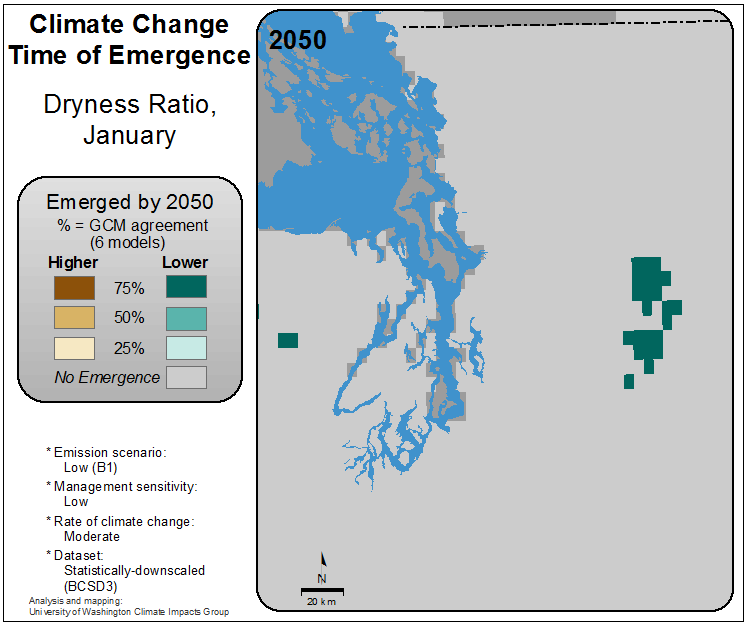 Climate Change
Time of Emergence
Dryness Ratio,
January
Emerged by 2050
% = GCM agreement
(6 models)
Higher Lower
75%
50%
25%
No Emergence
* Emission scenario:
Low (B1)
* Management sensitivity:
Low
* Rate of climate change:
Moderate
* Dataset:
Statistically-downscaled
(BCSD3)
Analysis and mapping:
University of Washington Climate Impacts Group
2050
N
20 km